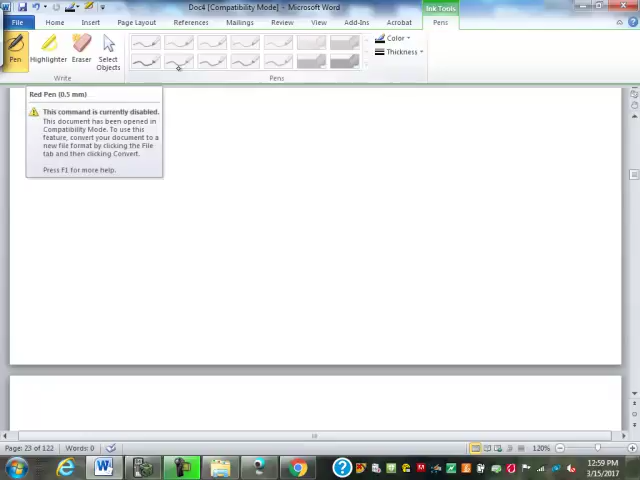 Doc4 [Compatibility Mode] - Microsoft Word
Ink Tools
File
Home
Insert
Page Layout
References
Mailings
Review
View
Add-Ins
Acrobat
Pens
Pen
Highlighter
Eraser
Select
Objects
Color
Thickness
Write
Pens
Red Pen (0.5 mm)
This command is currently disabled.
This document has been opened in
Compatibility Mode. To use this
feature, convert your document to a
new file format by clicking the File
tab and then clicking Convert.
Press F1 for more help.
Page: 23 of 122
Words: 0
120%
12:59 PM
3/15/2017